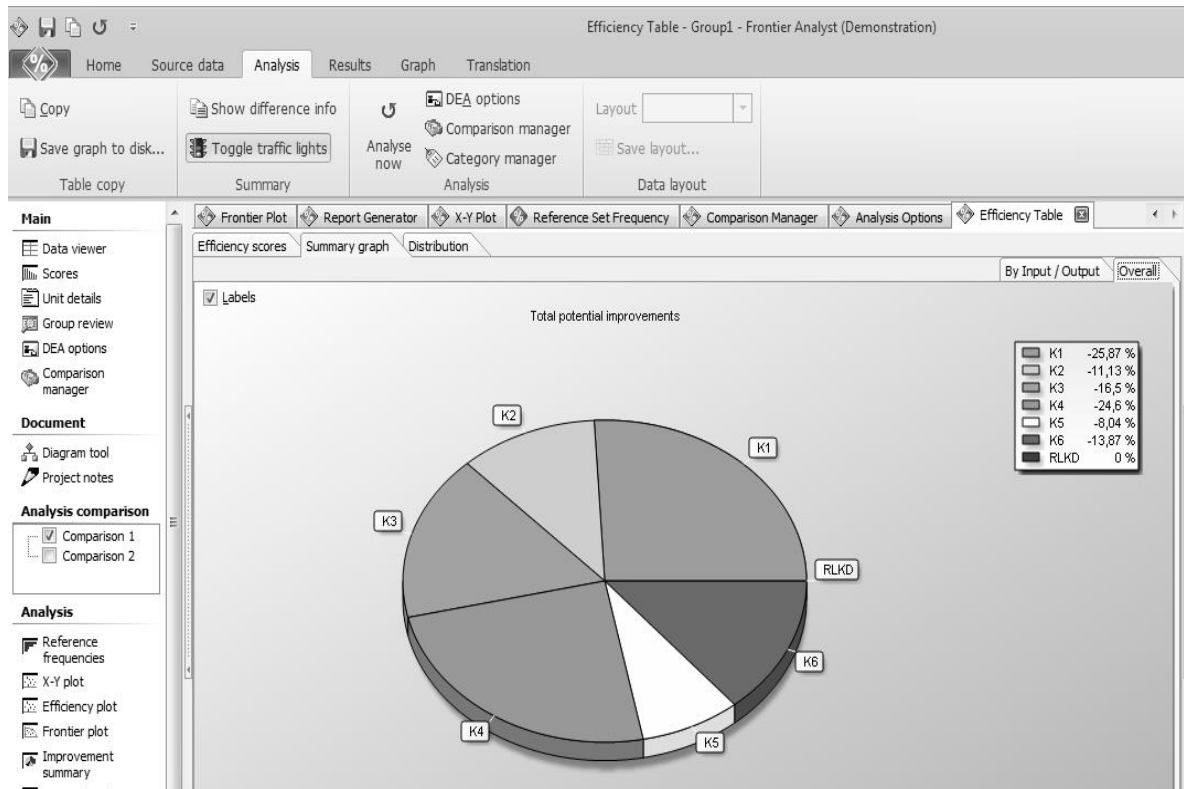 Efficiency Table - Group1 - Frontier Analyst (Demonstration)
Home Source data Analysis Results Graph Translation
Copy
Save graph to disk...
Table copy
Show difference info
Toggle traffic lights
Summary
Analyse
now
DEA options
Comparison manager
Category manager
Analysis
Layout
Save layout...
Data layout
Main
Data viewer
Scores
Unit details
Group review
DEA options
Comparison
manager
Document
Diagram tool
Project notes
Analysis comparison
Comparison 1
Comparison 2
Analysis
Reference
frequencies
X-Y plot
Efficiency plot
Frontier plot
Improvement
summary
Frontier Plot Report Generator X-Y Plot Reference Set Frequency Comparison Manager Analysis Options Efficiency Table
Efficiency scores Summary graph Distribution
By Input / Output Overall
Labels
Total potential improvements
K1 -25,87 %
K2 -11,13 %
K3 -16,5 %
K4 -24,6 %
K5 -8,04 %
K6 -13,87 %
RLKD 0 %
K2
K1
K3
RLKD
K6
K4
K5